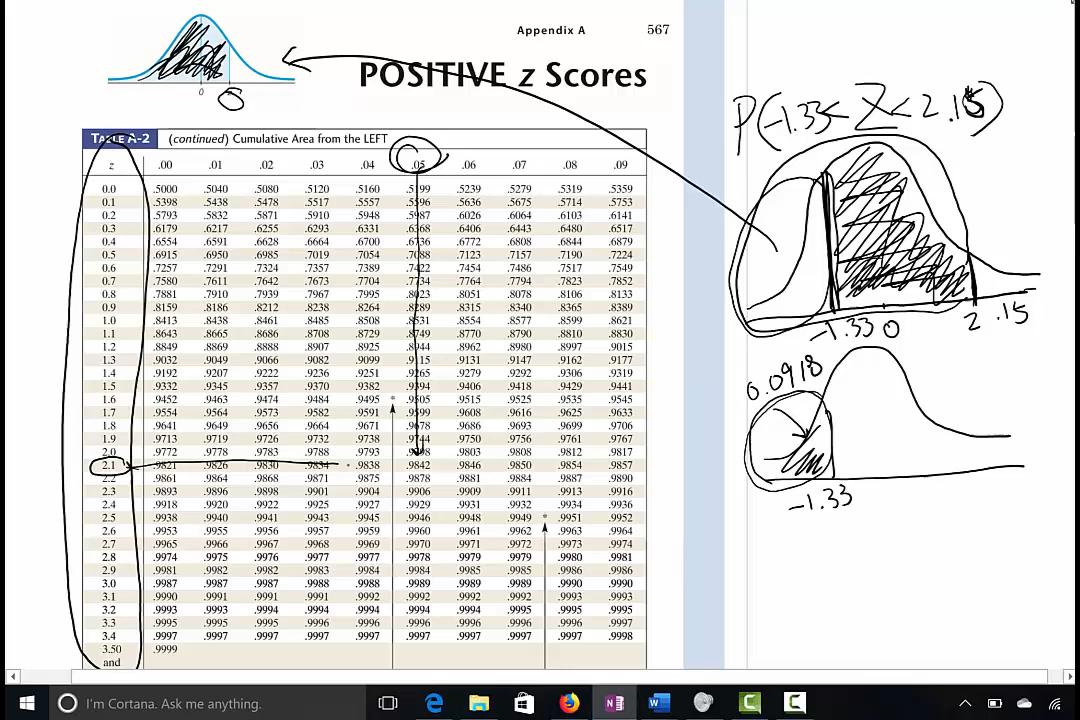 Appendix A 567
POSITIVE z Scores
0
TABLE A-2 (continued) Cumulative Area from the LEFT
z .00 .01 .02 .03 .04 .05 .06 .07 .08 .09
0.0 .5000 .5040 .5080 .5120 .5160 .5199 .5239 .5279 .5319 .5359
0.1 .5398 .5438 .5478 .5517 .5557 .5596 .5636 .5675 .5714 .5753
0.2 .5793 .5832 .5871 .5910 .5948 .5987 .6026 .6064 .6103 .6141
0.3 .6179 .6217 .6255 .6293 .6331 .6368 .6406 .6443 .6480 .6517
0.4 .6554 .6591 .6628 .6664 .6700 .6736 .6772 .6808 .6844 .6879
0.5 .6915 .6950 .6985 .7019 .7054 .7088 .7123 .7157 .7190 .7224
0.6 .7257 .7291 .7324 .7357 .7389 .7422 .7454 .7486 .7517 .7549
0.7 .7580 .7611 .7642 .7673 .7704 .7734 .7764 .7794 .7823 .7852
0.8 .7881 .7910 .7939 .7967 .7995 .8023 .8051 .8078 .8106 .8133
0.9 .8159 .8186 .8212 .8238 .8264 .8289 .8315 .8340 .8365 .8389
1.0 .8413 .8438 .8461 .8485 .8508 .8531 .8554 .8577 .8599 .8621
1.1 .8643 .8665 .8686 .8708 .8729 .8749 .8770 .8790 .8810 .8830
1.2 .8849 .8869 .8888 .8907 .8925 .8944 .8962 .8980 .8997 .9015
1.3 .9032 .9049 .9066 .9082 .9099 .9115 .9131 .9147 .9162 .9177
1.4 .9192 .9207 .9222 .9236 .9251 .9265 .9279 .9292 .9306 .9319
1.5 .9332 .9345 .9357 .9370 .9382 .9394 .9406 .9418 .9429 .9441
1.6 .9452 .9463 .9474 .9484 .9495 * .9505 .9515 .9525 .9535 .9545
1.7 .9554 .9564 .9573 .9582 .9591 .9599 .9608 .9616 .9625 .9633
1.8 .9641 .9649 .9656 .9664 .9671 .9678 .9686 .9693 .9699 .9706
1.9 .9713 .9719 .9726 .9732 .9738 .9744 .9750 .9756 .9761 .9767
2.0 .9772 .9778 .9783 .9788 .9793 .9798 .9803 .9808 .9812 .9817
2.1 .9821 .9826 .9830 .9834 .9838 .9842 .9846 .9850 .9854 .9857
2.2 .9861 .9864 .9868 .9871 .9875 .9878 .9881 .9884 .9887 .9890
2.3 .9893 .9896 .9898 .9901 .9904 .9906 .9909 .9911 .9913 .9916
2.4 .9918 .9920 .9922 .9925 .9927 .9929 .9931 .9932 .9934 .9936
2.5 .9938 .9940 .9941 .9943 .9945 .9946 .9948 .9949 * .9951 .9952
2.6 .9953 .9955 .9956 .9957 .9959 .9960 .9961 .9962 .9963 .9964
2.7 .9965 .9966 .9967 .9968 .9969 .9970 .9971 .9972 .9973 .9974
2.8 .9974 .9975 .9976 .9977 .9977 .9978 .9979 .9979 .9980 .9981
2.9 .9981 .9982 .9982 .9983 .9984 .9984 .9985 .9985 .9986 .9986
3.0 .9987 .9987 .9987 .9988 .9988 .9989 .9989 .9989 .9990 .9990
3.1 .9990 .9991 .9991 .9991 .9992 .9992 .9992 .9992 .9993 .9993
3.2 .9993 .9993 .9994 .9994 .9994 .9994 .9994 .9995 .9995 .9995
3.3 .9995 .9995 .9995 .9996 .9996 .9996 .9996 .9996 .9996 .9997
3.4 .9997 .9997 .9997 .9997 .9997 .9997 .9997 .9997 .9997 .9998
3.50 .9999
and
P(-1.33<Z<2.15)
-1.33 0 2.15
0.0918
-1.33
I'm Cortana. Ask me anything.